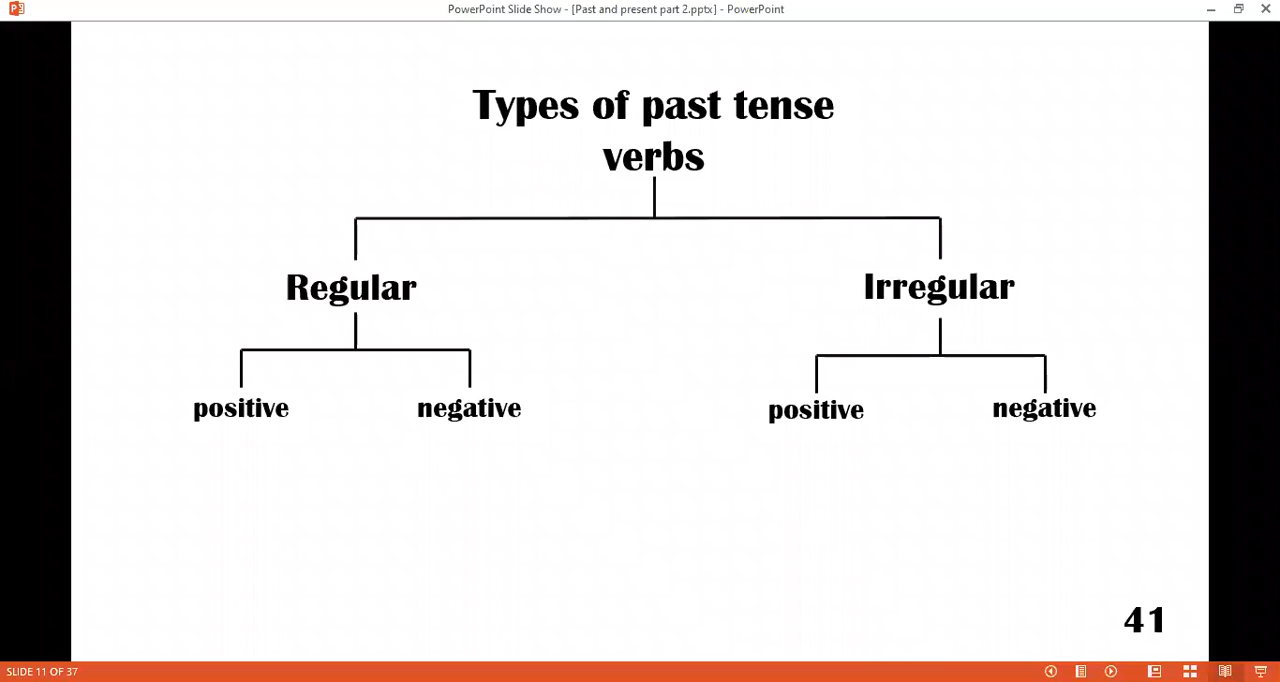 PowerPoint Slide Show - [Past and present part 2.pptx] - PowerPoint
Types of past tense
verbs
Regular
Irregular
positive
negative
positive
negative
41
SLIDE 11 OF 37